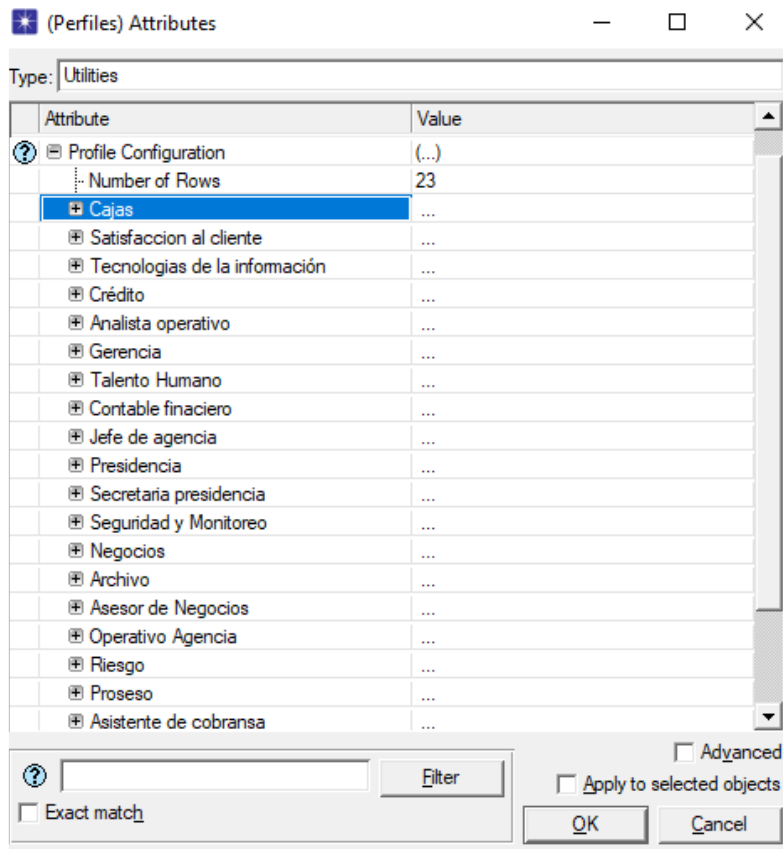 (Perfiles) Attributes
Type: Utilities
Attribute Value
Profile Configuration (...)
Number of Rows 23
Cajas ...
Satisfaccion al cliente ...
Tecnologias de la información ...
Crédito ...
Analista operativo ...
Gerencia ...
Talento Humano ...
Contable finaciero ...
Jefe de agencia ...
Presidencia ...
Secretaria presidencia ...
Seguridad y Monitoreo ...
Negocios ...
Archivo ...
Asesor de Negocios ...
Operativo Agencia ...
Riesgo ...
Proseso ...
Asistente de cobransa ...
Advanced
Filter
Apply to selected objects
Exact match
OK Cancel